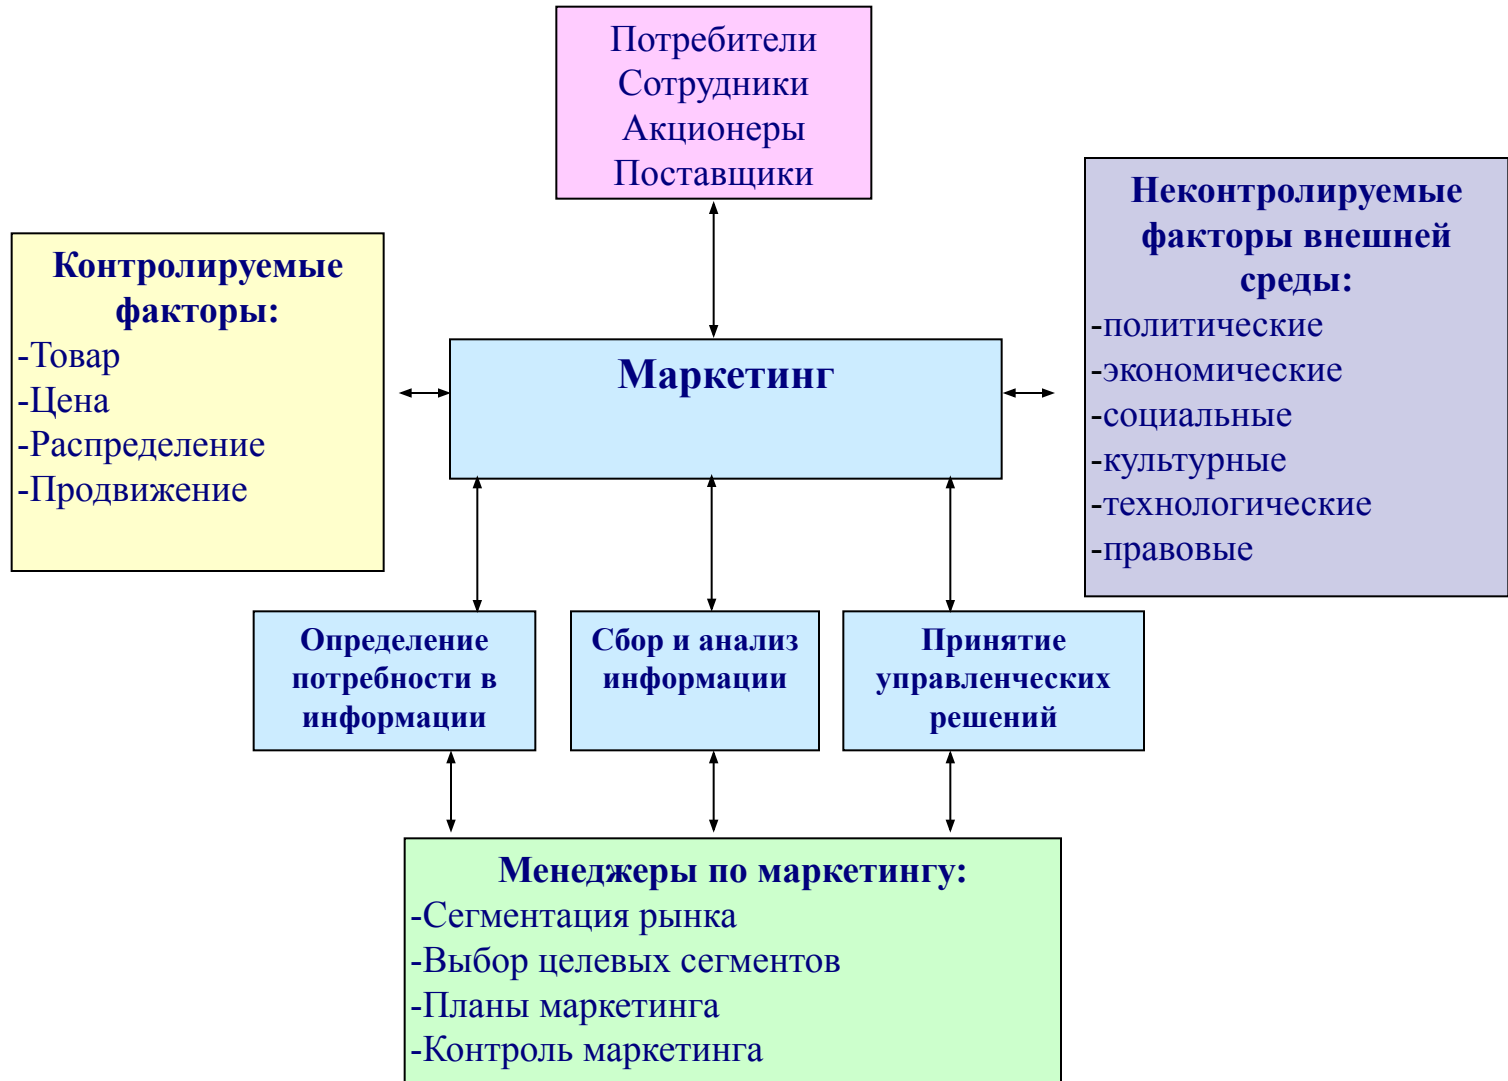 Потребители
Сотрудники
Акционеры
Поставщики
Контролируемые
факторы:
-Товар
-Цена
-Распределение
-Продвижение
Маркетинг
Неконтролируемые
факторы внешней
среды:
-политические
-экономические
-социальные
-культурные
-технологические
-правовые
Определение
потребности в
информации
Сбор и анализ
информации
Принятие
управленческих
решений
Менеджеры по маркетингу:
-Сегментация рынка
-Выбор целевых сегментов
-Планы маркетинга
-Контроль маркетинга